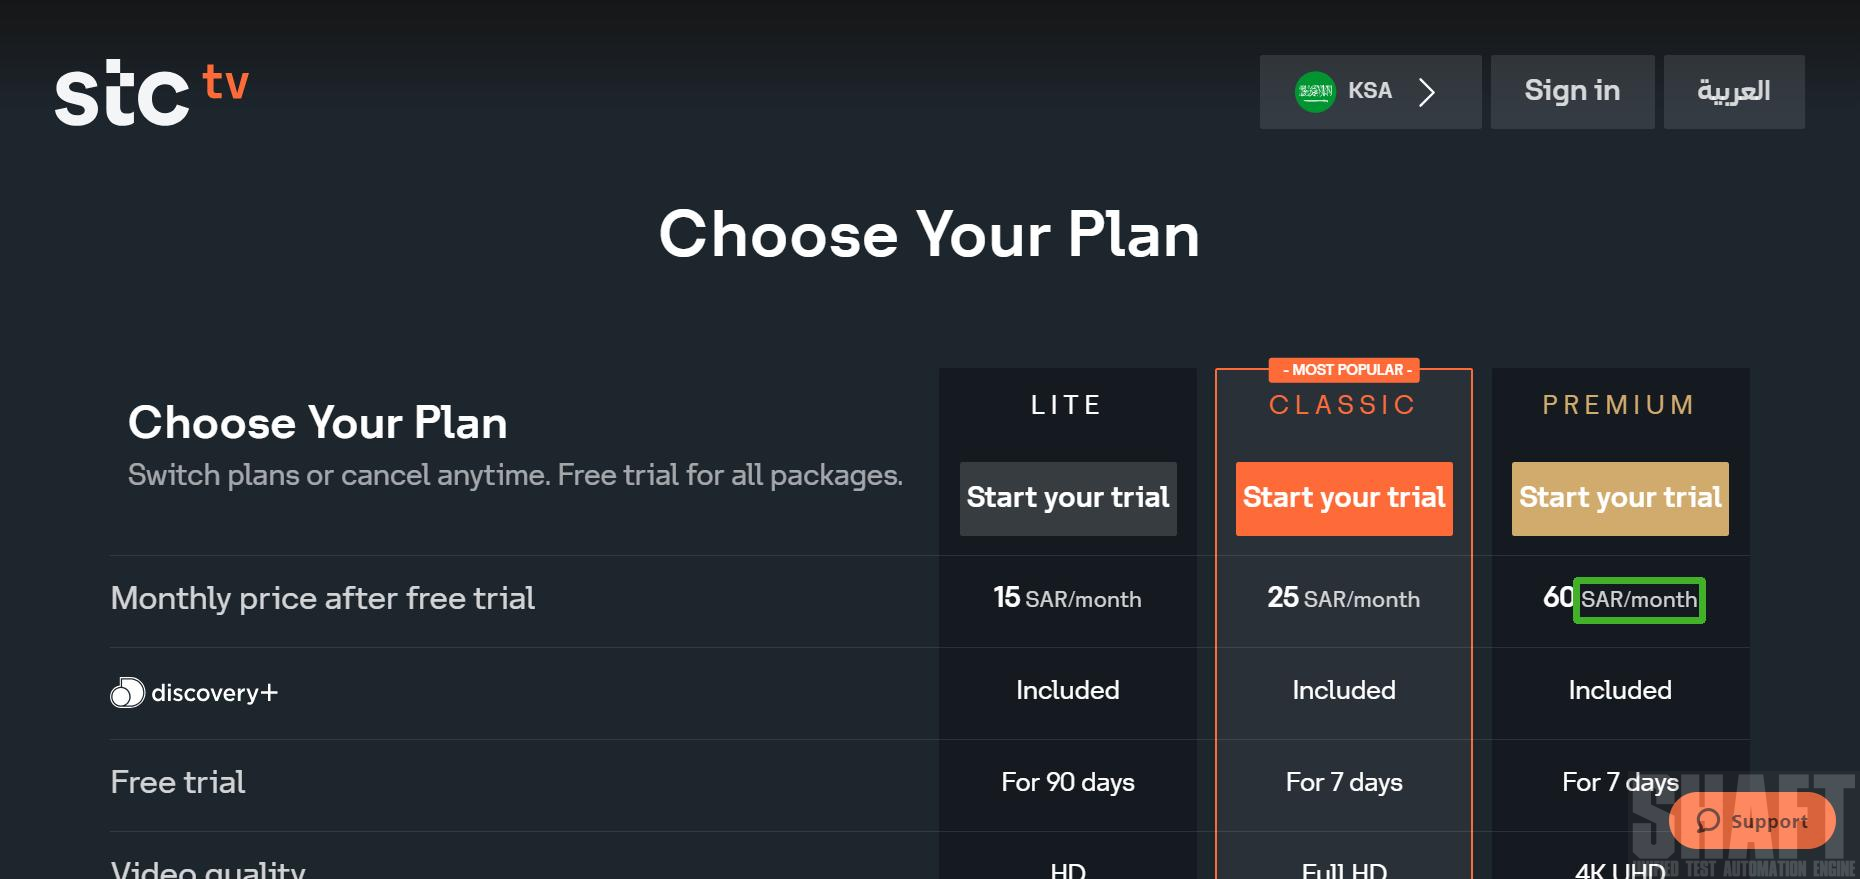 stc tv
KSA
Sign in
العربية
Choose Your Plan
- MOST POPULAR -
LITE
CLASSIC
PREMIUM
Choose Your Plan
Switch plans or cancel anytime. Free trial for all packages.
Start your trial
Start your trial
Start your trial
Monthly price after free trial
15 SAR/month
25 SAR/month
60 SAR/month
discovery+
Included
Included
Included
Free trial
For 90 days
For 7 days
For 7 days
Support
SHAFT
Video quality
HD
Full HD
4K UHD
TEST AUTOMATION ENGINE